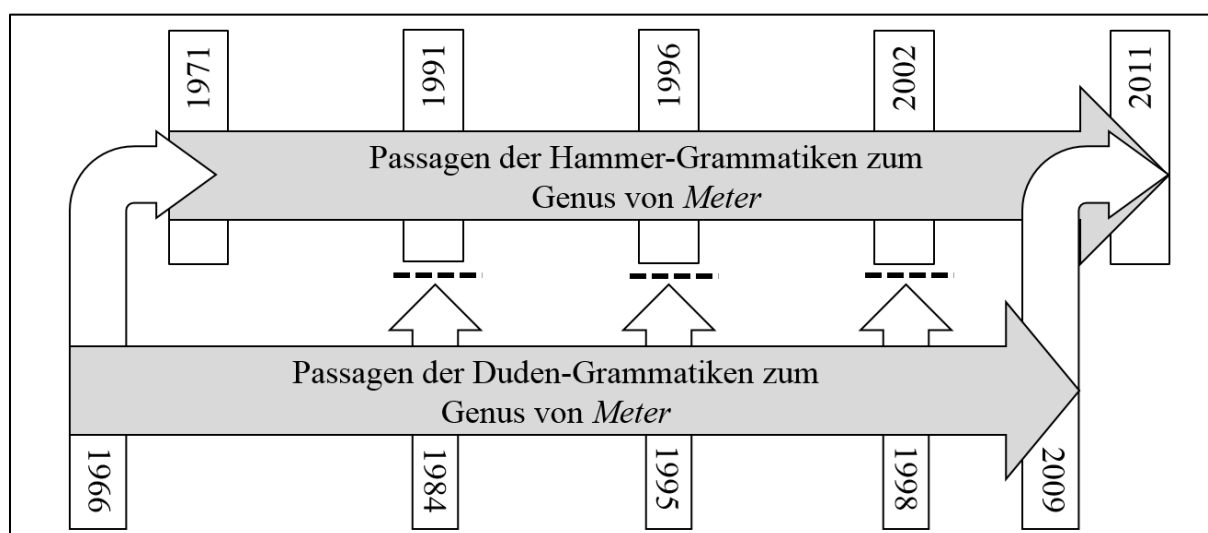 1971
1991
1996
2002
2011
Passagen der Hammer-Grammatiken zum
Genus von Meter
Passagen der Duden-Grammatiken zum
Genus von Meter
1966
1984
1995
1998
2009